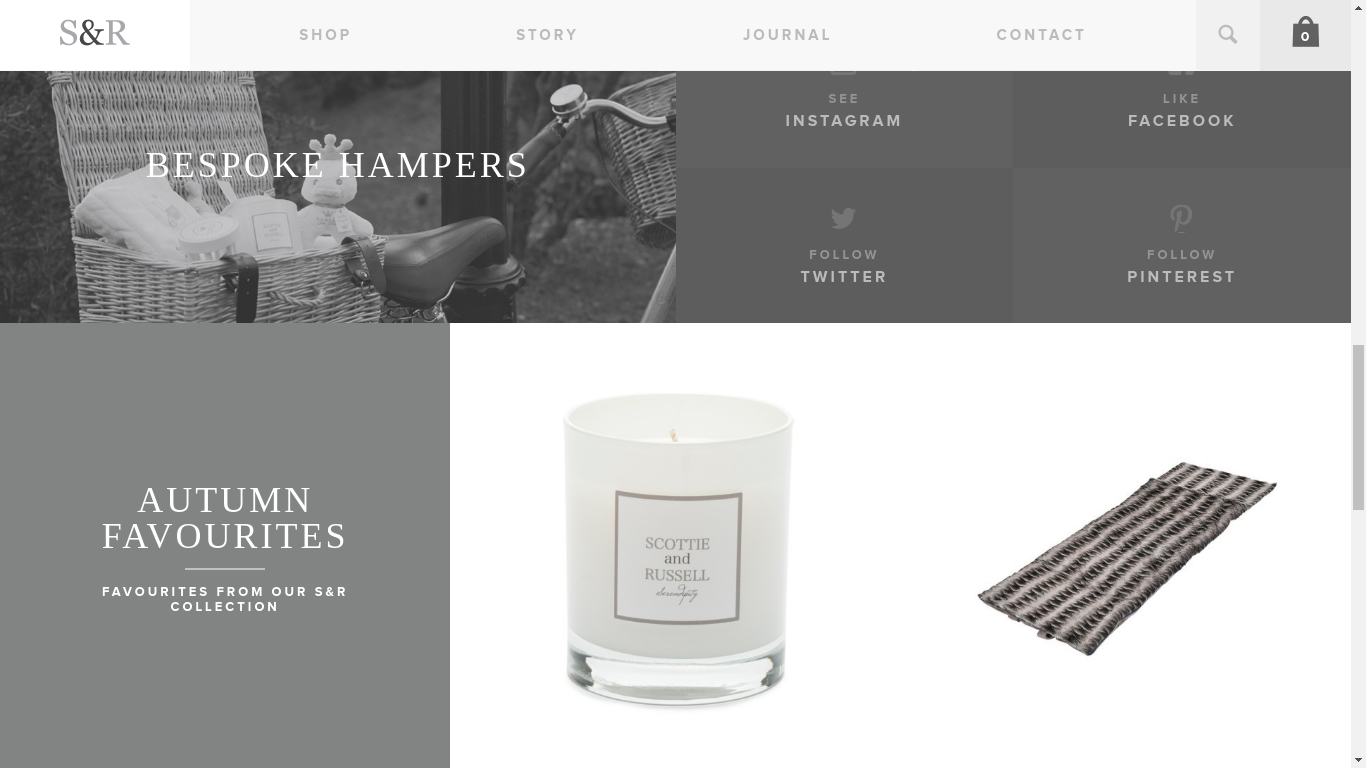 S&R
SHOP
STORY
JOURNAL
CONTACT
0
BESPOKE HAMPERS
SEE
INSTAGRAM
LIKE
FACEBOOK
FOLLOW
TWITTER
FOLLOW
PINTEREST
AUTUMN
FAVOURITES
FAVOURITES FROM OUR S&R
COLLECTION
SCOTTIE
and
RUSSELL
Serendipity